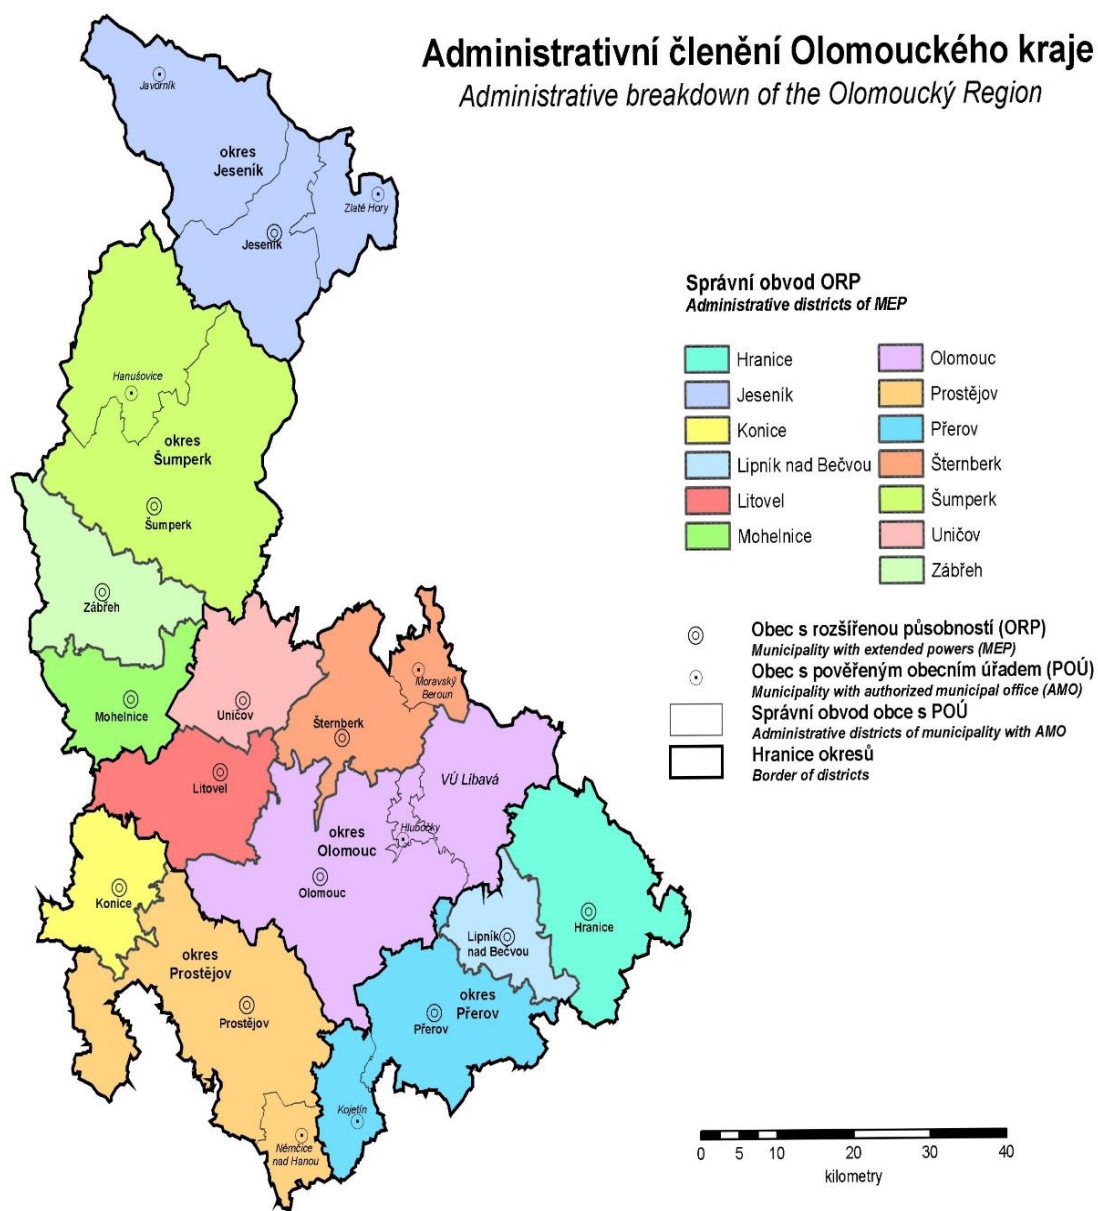 Administrativní členění Olomouckého kraje
Administrative breakdown of the Olomoucký Region
Javorník
okres
Jeseník
Zlaté Hory
Jeseník
Hanušovice
okres
Šumperk
Šumperk
Zábřeh
Mohelnice
Uničov
Moravský
Beroun
Šternberk
Litovel
VÚ Libavá
okres
Olomouc
Hlubočky
Olomouc
Konice
Hranice
Lipník
nad Bečvou
okres
Prostějov
okres
Přerov
Prostějov
Přerov
Kojetín
Němčice
nad Hanou
Správní obvod ORP
Administrative districts of MEP
Hranice
Jeseník
Konice
Lipník nad Bečvou
Litovel
Mohelnice
Olomouc
Prostějov
Přerov
Šternberk
Šumperk
Uničov
Zábřeh
Obec s rozšířenou působností (ORP)
Municipality with extended powers (MEP)
Obec s pověřeným obecním úřadem (POÚ)
Municipality with authorized municipal office (AMO)
Správní obvod obce s POÚ
Administrative districts of municipality with AMO
Hranice okresů
Border of districts
0 5 10 20 30 40
kilometry